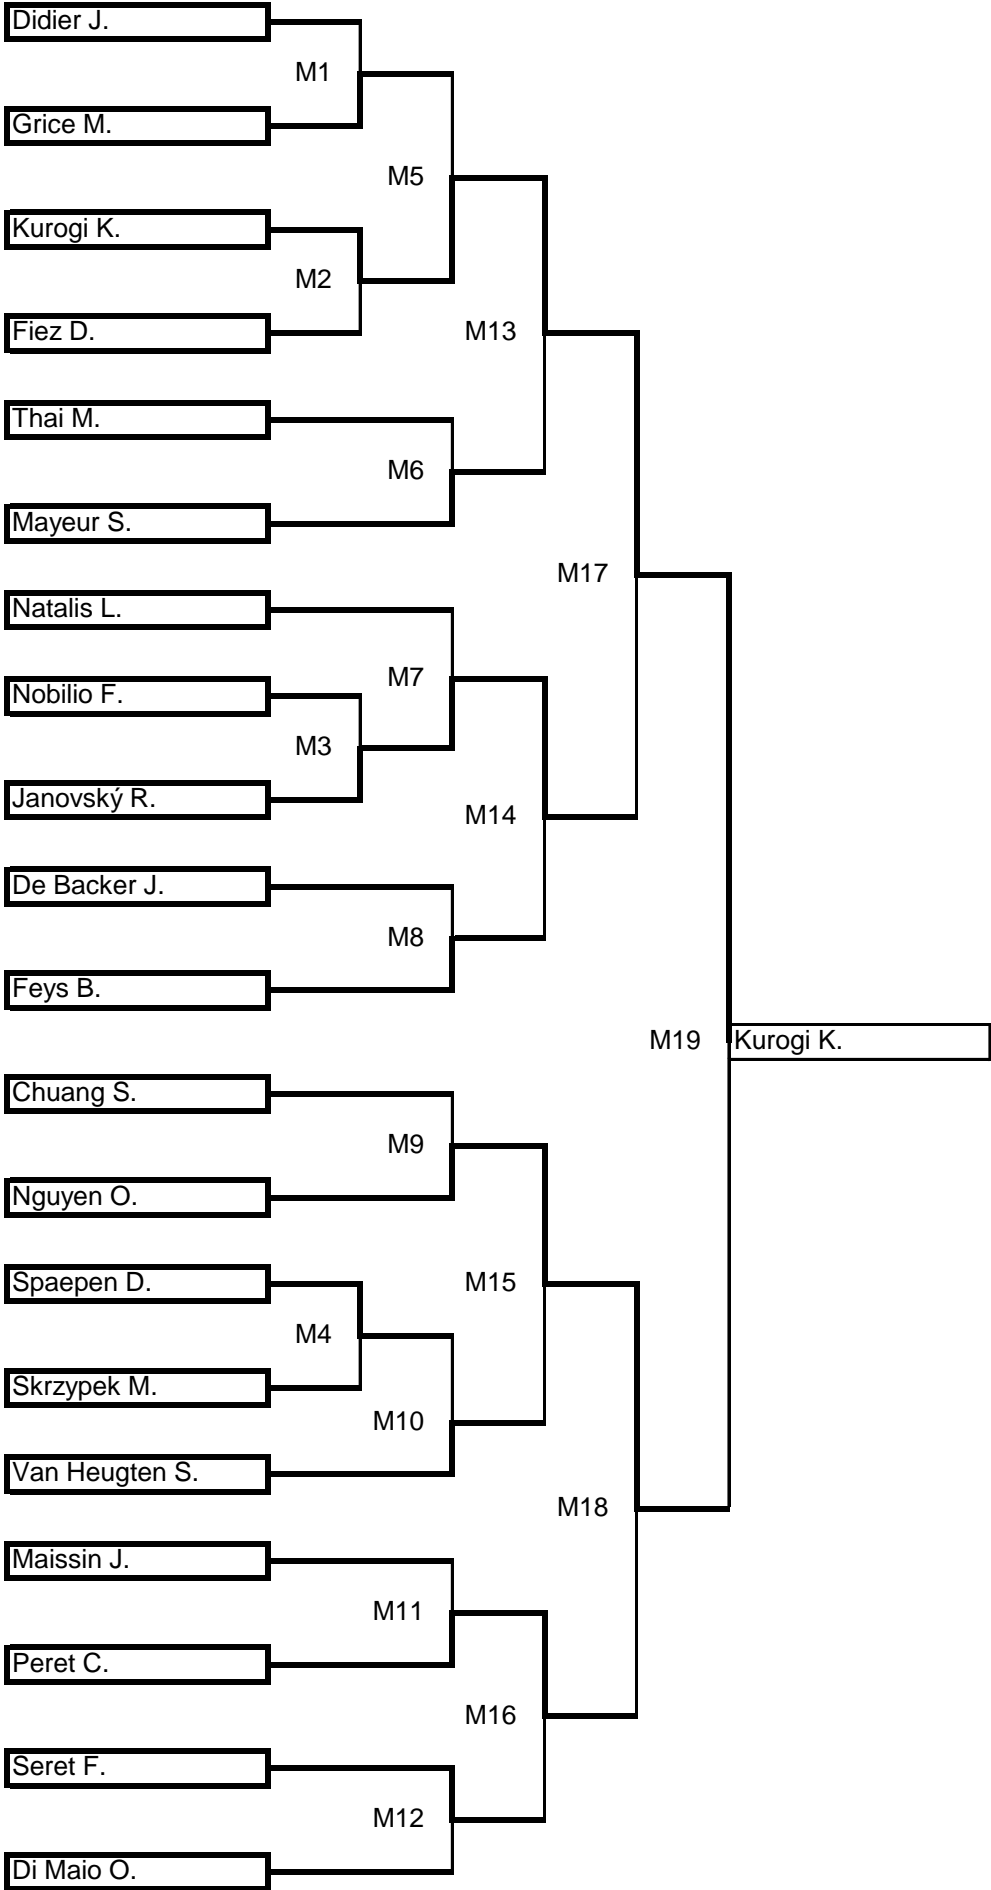 Didier J.
M1
Grice M.
M5
Kurogi K.
M2
Fiez D.
M13
Thai M.
M6
Mayeur S.
M17
Natalis L.
M7
Nobilio F.
M3
Janovský R.
M14
De Backer J.
M8
Feys B.
M19
Kurogi K.
Chuang S.
M9
Nguyen O.
Spaepen D.
M15
M4
Skrzypek M.
M10
Van Heugten S.
M18
Maissin J.
M11
Peret C.
M16
Seret F.
M12
Di Maio O.